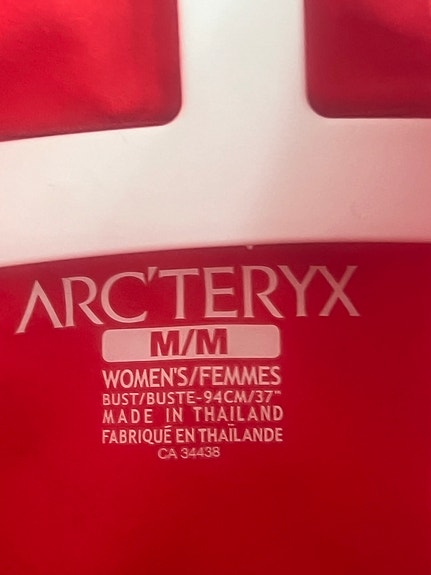 ARC'TERYX
M/M
WOMEN'S/FEMMES
BUST/BUSTE-94CM/37"
MADE IN THAILAND
FABRIQUÉ EN THAÏLANDE
CA 34438